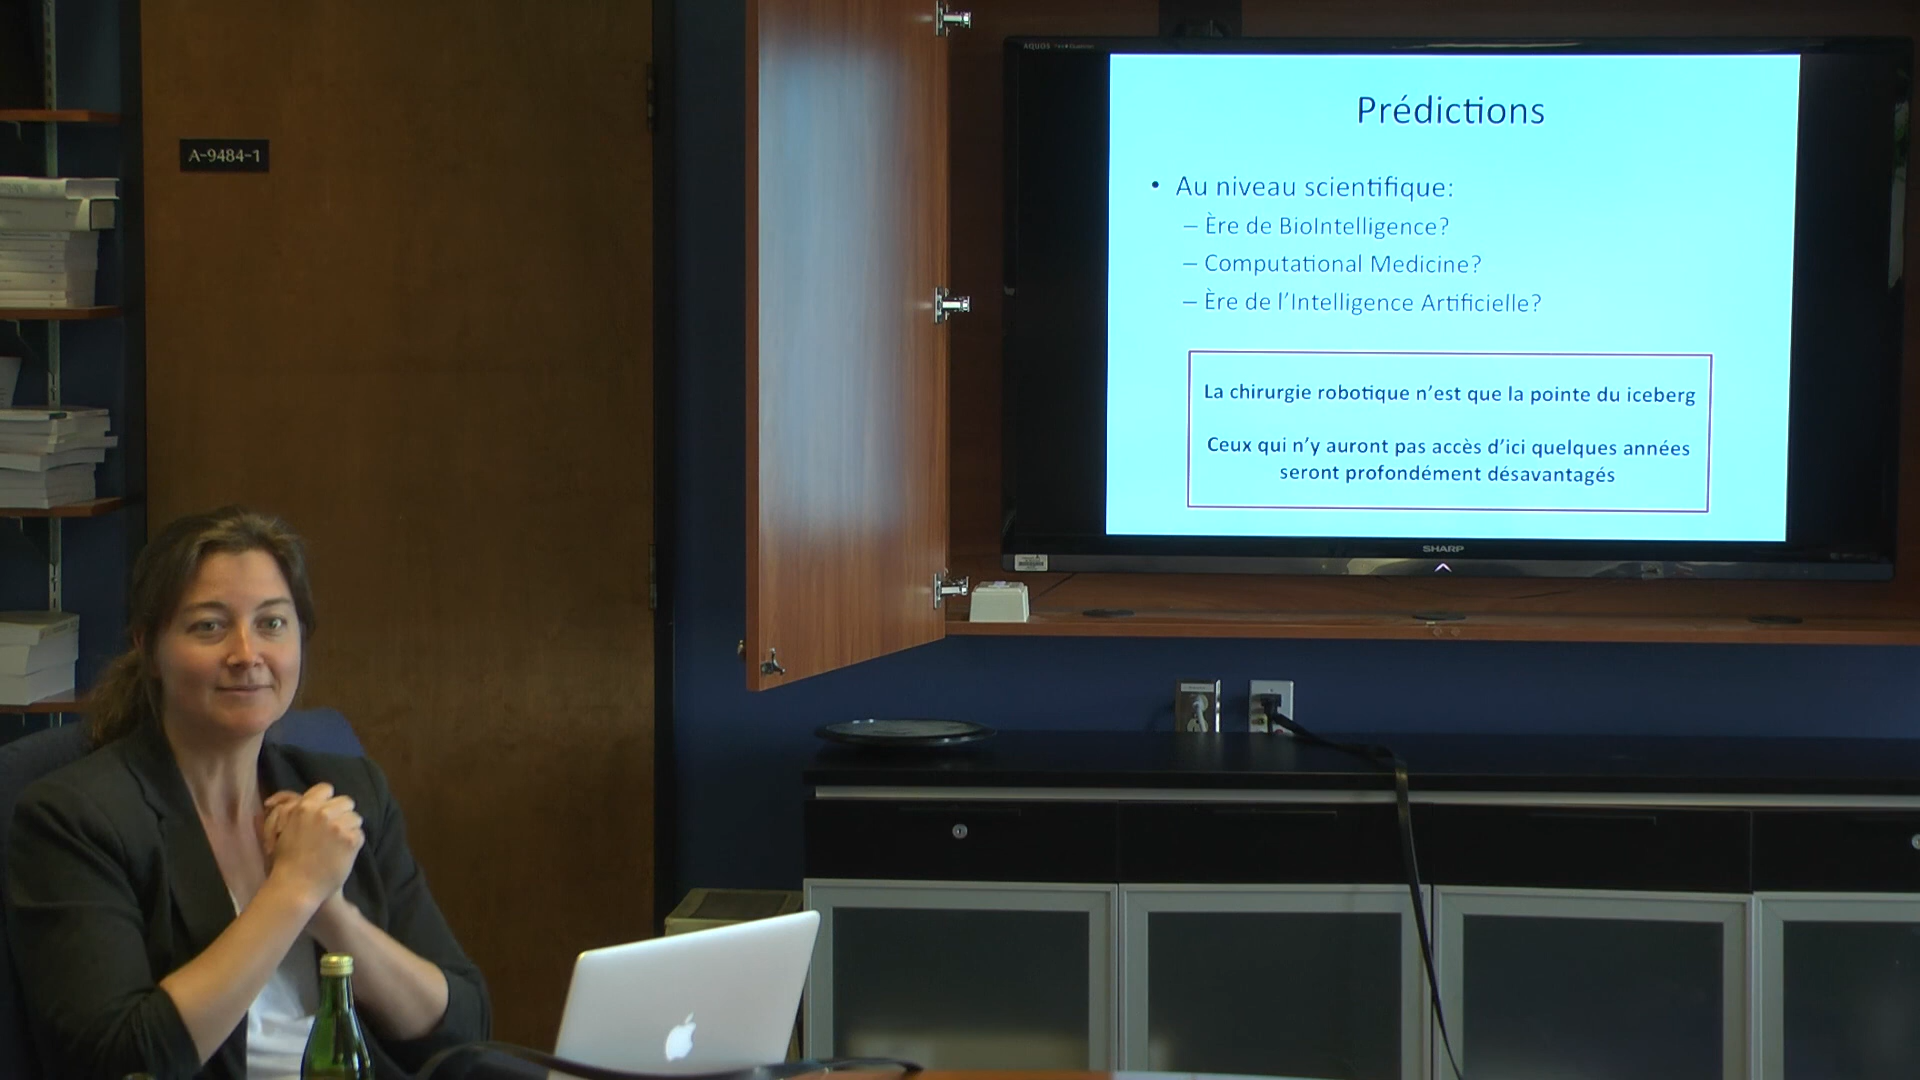 A-9484-1
AQUOS
Prédictions
• Au niveau scientifique:
– Ère de BioIntelligence?
– Computational Medicine?
– Ère de l'Intelligence Artificielle?
La chirurgie robotique n'est que la pointe du iceberg
Ceux qui n'y auront pas accès d'ici quelques années
seront profondément désavantagés
SHARP